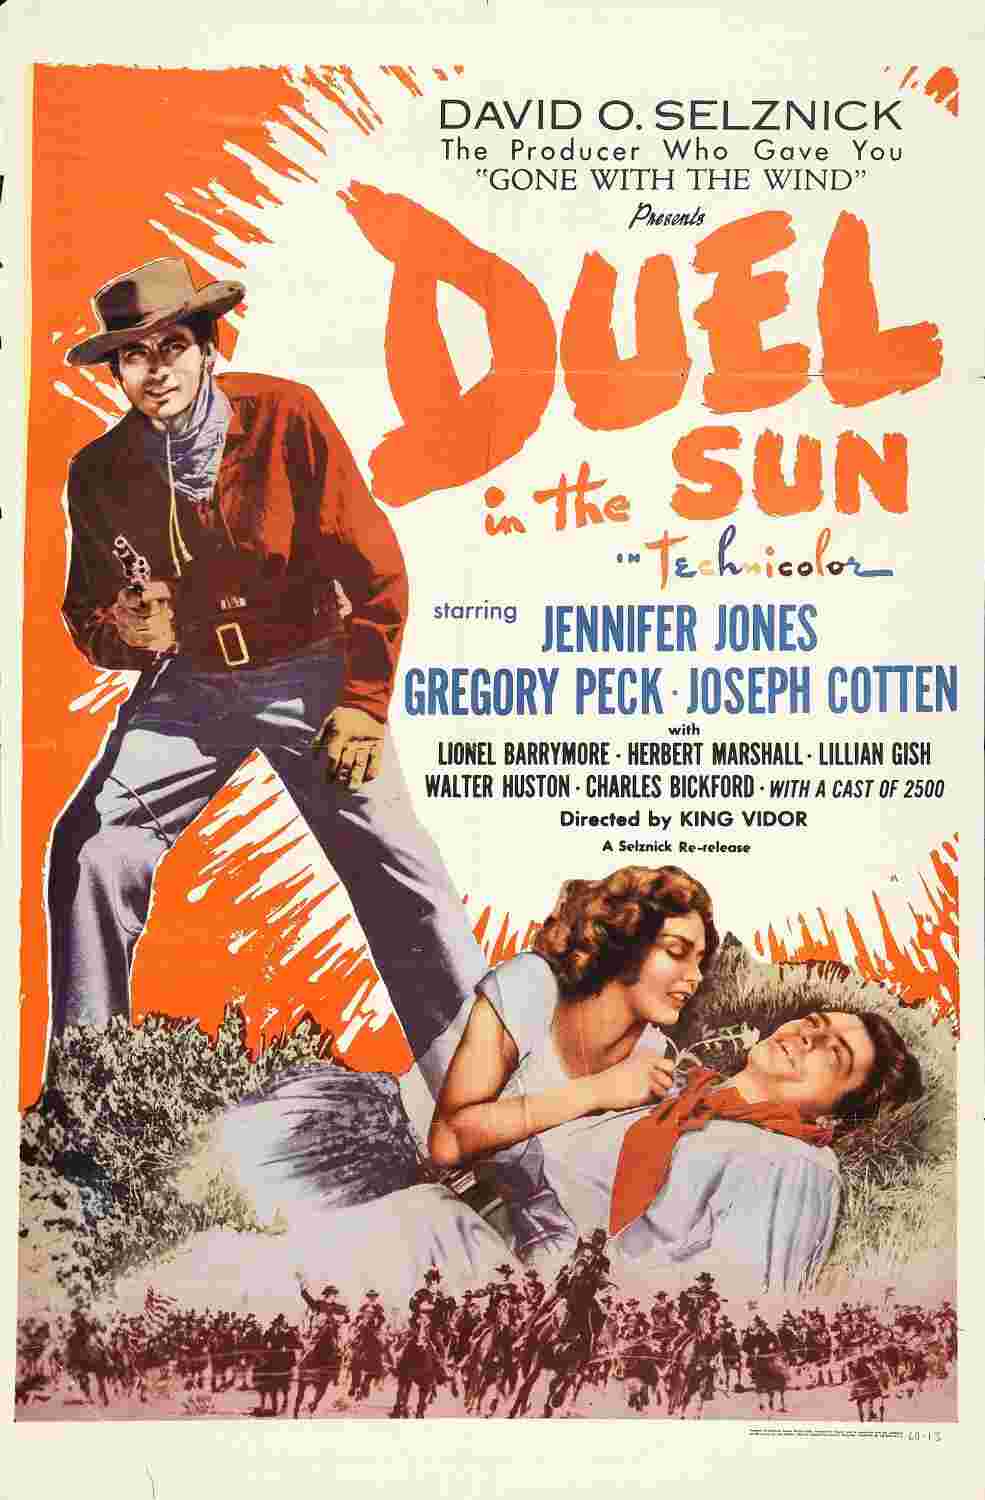 DAVID O. SELZNICK
The Producer Who Gave You
"GONE WITH THE WIND"
Presents
DUEL
in the SUN
IN TECHNICOLOR
starring JENNIFER JONES
GREGORY PECK · JOSEPH COTTEN
with
LIONEL BARRYMORE · HERBERT MARSHALL · LILLIAN GISH
WALTER HUSTON · CHARLES BICKFORD · WITH A CAST OF 2500
Directed by KING VIDOR
A Selznick Re-release
60-13